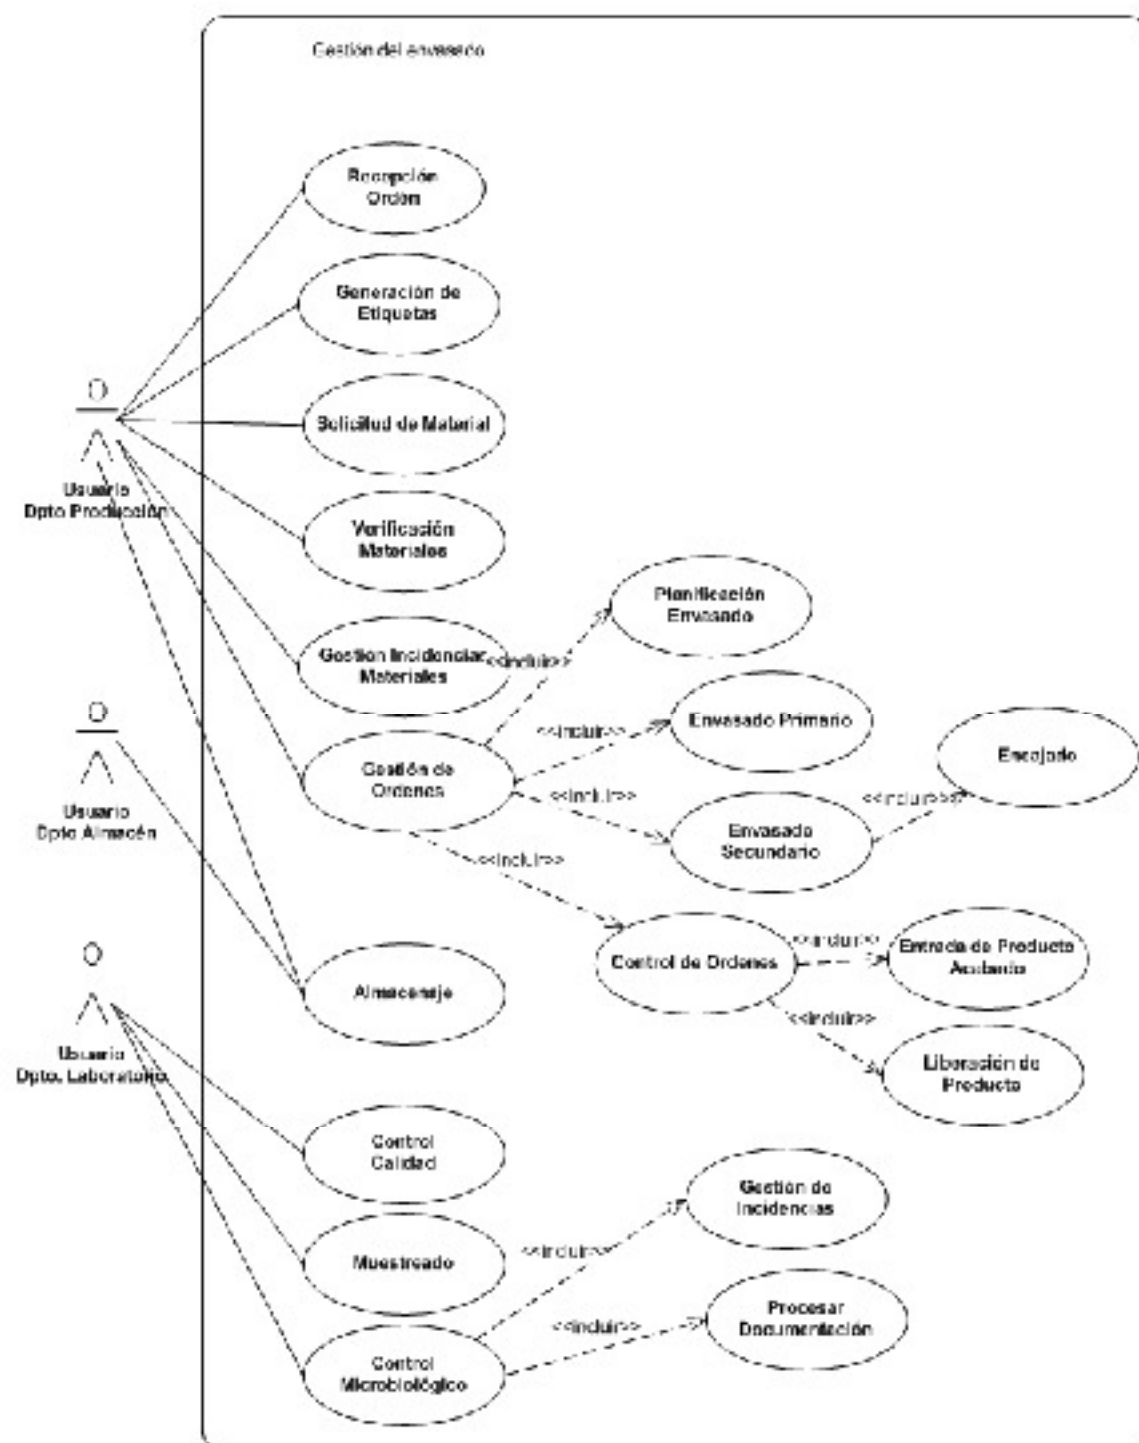 Gestión del envasado
Recepción
Orden
Generación de
Etiquetas
Solicitud de Material
Usuario
Dpto Producción
Verificación
Materiales
Planificación
Envasado
Gestión Incidencias
Materiales
<<incluir>>
Envasado Primario
<<incluir>>
Gestión de
Ordenes
Encajado
<<incluir>>
<<incluir>>
Usuario
Dpto Almacén
Envasado
Secundario
<<incluir>>
Control de Ordenes
<<incluir>>
Entrada de Producto
Acabado
Almacenaje
<<incluir>>
Usuario
Dpto. Laboratorio.
Liberación de
Producto
Control
Calidad
Gestión de
Incidencias
<<incluir>>
Muestreado
Procesar
Documentación
<<incluir>>
Control
Microbiológico